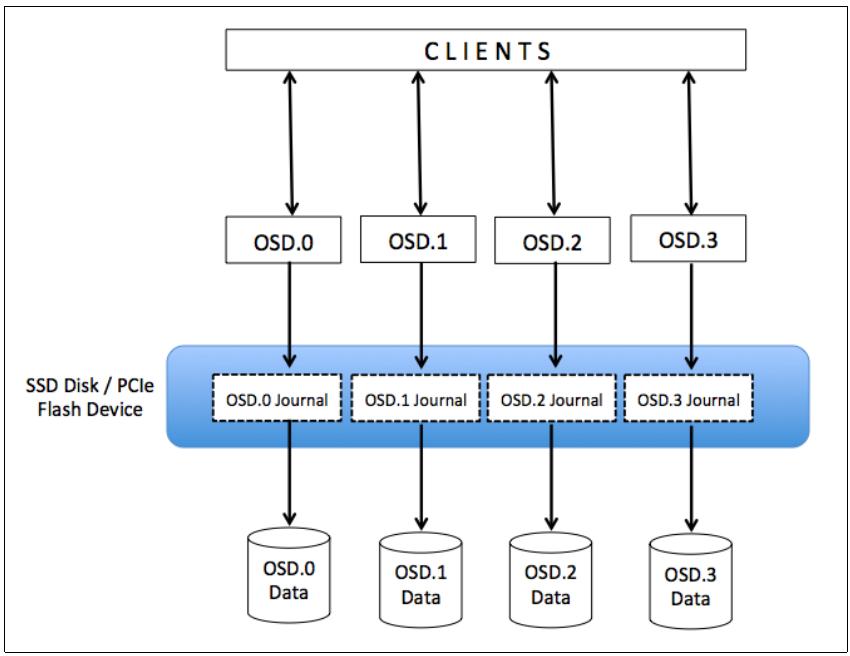 CLIENTS
OSD.0
OSD.1
OSD.2
OSD.3
SSD Disk / PCIe
Flash Device
OSD.0 Journal
OSD.1 Journal
OSD.2 Journal
OSD.3 Journal
OSD.0
Data
OSD.1
Data
OSD.2
Data
OSD.3
Data